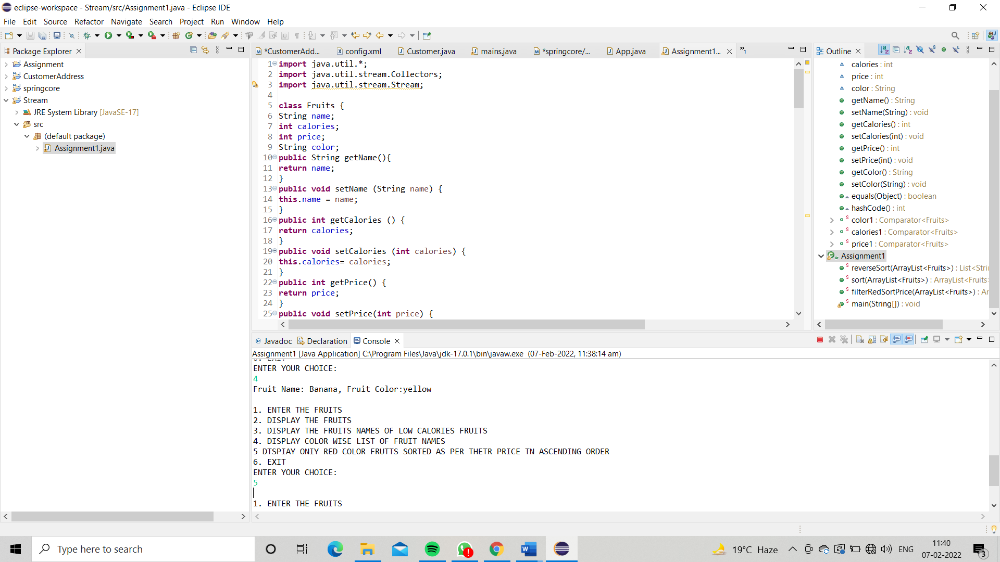 eclipse-workspace - Stream/src/Assignment1.java - Eclipse IDE
File Edit Source Refactor Navigate Search Project Run Window Help
Package Explorer
Assignment
CustomerAddress
springcore
Stream
JRE System Library [JavaSE-17]
src
(default package)
Assignment1.java
*CustomerAdd... config.xml Customer.java mains.java *springcore/... App.java Assignment1... »1
1 import java.util.*;
2 import java.util.stream.Collectors;
3 import java.util.stream.Stream;
4
5 class Fruits {
6 String name;
7 int calories;
8 int price;
9 String color;
10 public String getName(){
11 return name;
12 }
13 public void setName (String name) {
14 this.name = name;
15 }
16 public int getCalories () {
17 return calories;
18 }
19 public void setCalories (int calories) {
20 this.calories= calories;
21 }
22 public int getPrice() {
23 return price;
24 }
25 public void setPrice(int price) {
Outline
calories : int
price : int
color : String
getName() : String
setName(String) : void
getCalories() : int
setCalories(int) : void
getPrice() : int
setPrice(int) : void
getColor() : String
setColor(String) : void
equals(Object) : boolean
hashCode() : int
color1 : Comparator<Fruits>
calories1 : Comparator<Fruits>
price1 : Comparator<Fruits>
Assignment1
reverseSort(ArrayList<Fruits>) : List<Stri
sort(ArrayList<Fruits>) : ArrayList<Fruits
filterRedSortPrice(ArrayList<Fruits>) : Ar
main(String[]) : void
@ Javadoc Declaration Console
Assignment1 [Java Application] C:\Program Files\Java\jdk-17.0.1\bin\javaw.exe (07-Feb-2022, 11:38:14 am)
6. EXIT
ENTER YOUR CHOICE:
4
Fruit Name: Banana, Fruit Color:yellow
1. ENTER THE FRUITS
2. DISPLAY THE FRUITS
3. DISPLAY THE FRUITS NAMES OF LOW CALORIES FRUITS
4. DISPLAY COLOR WISE LIST OF FRUIT NAMES
5 DTSPIAY ONIY RED COLOR FRUTTS SORTED AS PER THETR PRICE TN ASCENDING ORDER
6. EXIT
ENTER YOUR CHOICE:
5
1. ENTER THE FRUITS
Type here to search
19°C Haze
ENG
11:40
07-02-2022
3